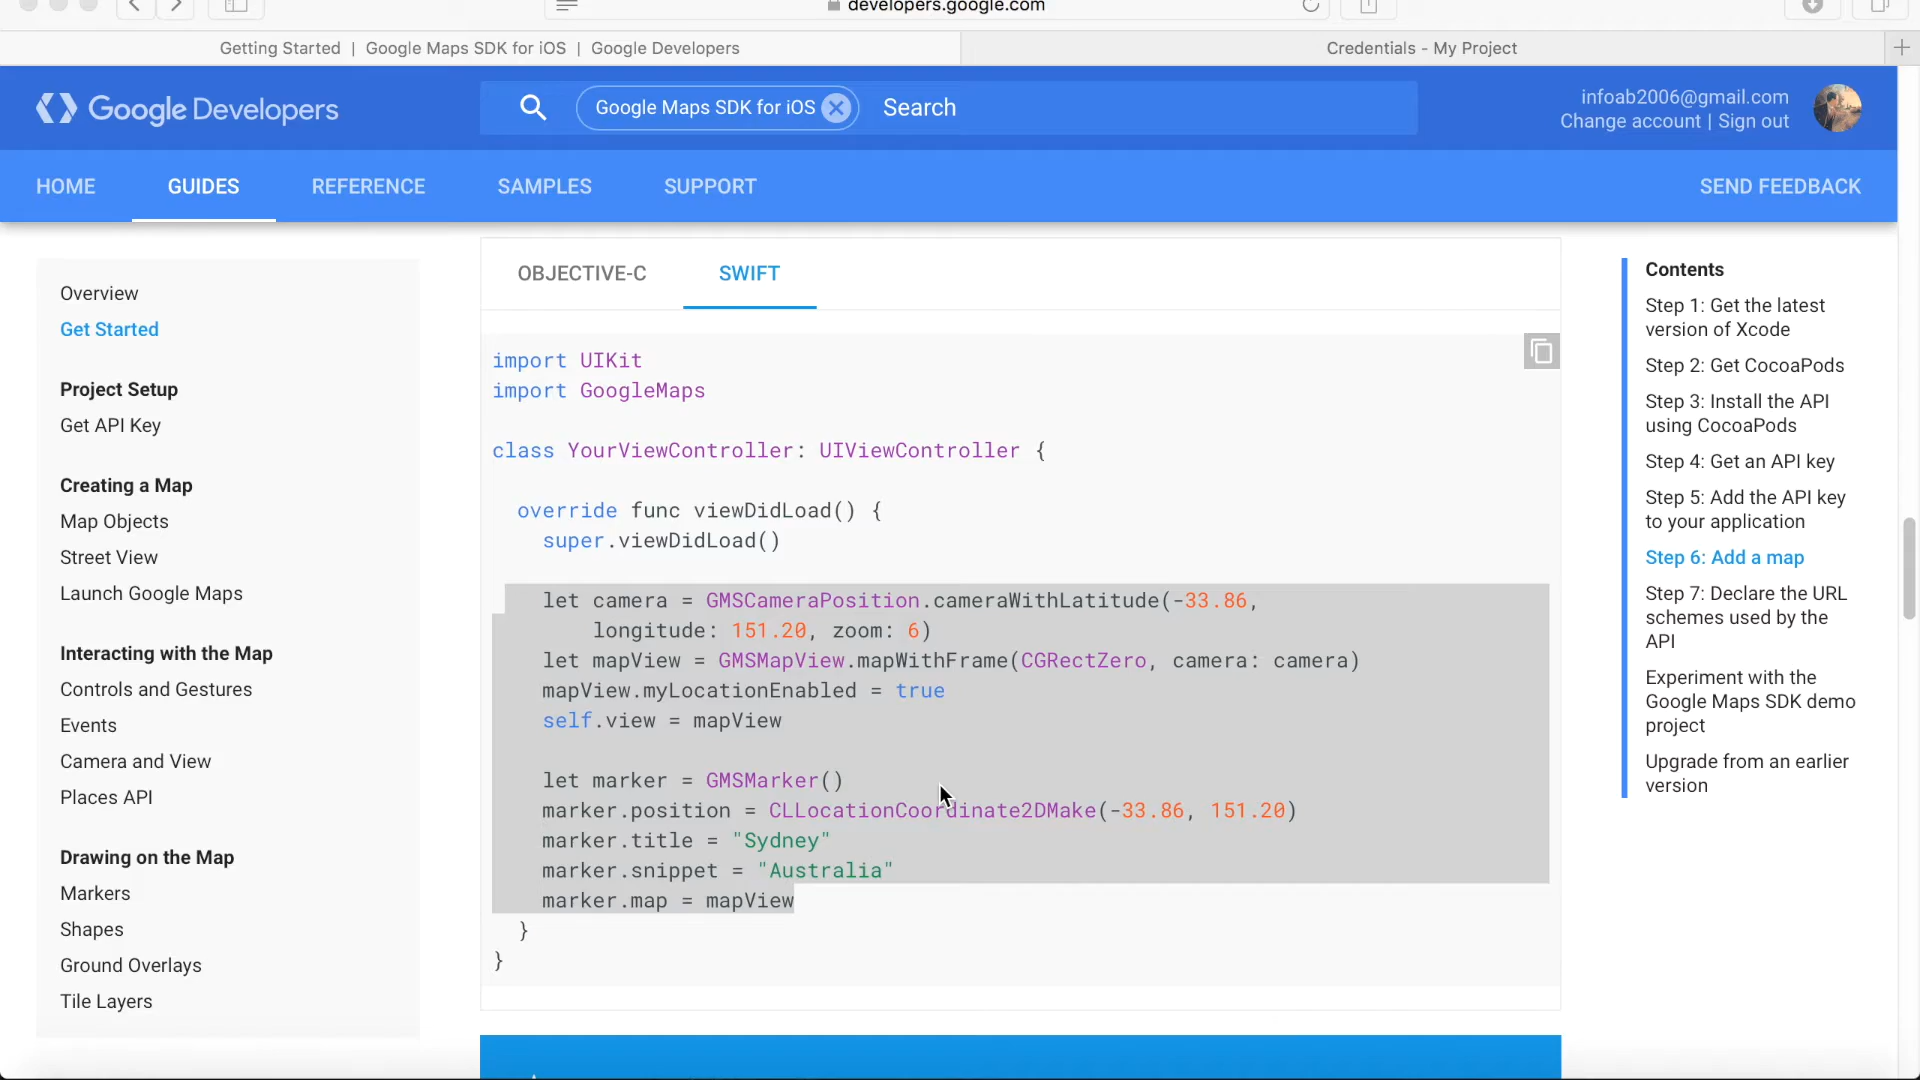 developers.google.com
Getting Started | Google Maps SDK for iOS | Google Developers
Credentials - My Project
Google Developers
Google Maps SDK for iOS
Search
infoab2006@gmail.com
Change account | Sign out
HOME
GUIDES
REFERENCE
SAMPLES
SUPPORT
SEND FEEDBACK
Overview
Get Started
Project Setup
Get API Key
Creating a Map
Map Objects
Street View
Launch Google Maps
Interacting with the Map
Controls and Gestures
Events
Camera and View
Places API
Drawing on the Map
Markers
Shapes
Ground Overlays
Tile Layers
OBJECTIVE-C
SWIFT
import UIKit
import GoogleMaps
class YourViewController: UIViewController {
override func viewDidLoad() {
super.viewDidLoad()
let camera = GMSCameraPosition.cameraWithLatitude(-33.86,
longitude: 151.20, zoom: 6)
let mapView = GMSMapView.mapWithFrame(CGRectZero, camera: camera)
mapView.myLocationEnabled = true
self.view = mapView
let marker = GMSMarker()
marker.position = CLLocationCoordinate2DMake(-33.86, 151.20)
marker.title = "Sydney"
marker.snippet = "Australia"
marker.map = mapView
}
}
Contents
Step 1: Get the latest
version of Xcode
Step 2: Get CocoaPods
Step 3: Install the API
using CocoaPods
Step 4: Get an API key
Step 5: Add the API key
to your application
Step 6: Add a map
Step 7: Declare the URL
schemes used by the
API
Experiment with the
Google Maps SDK demo
project
Upgrade from an earlier
version